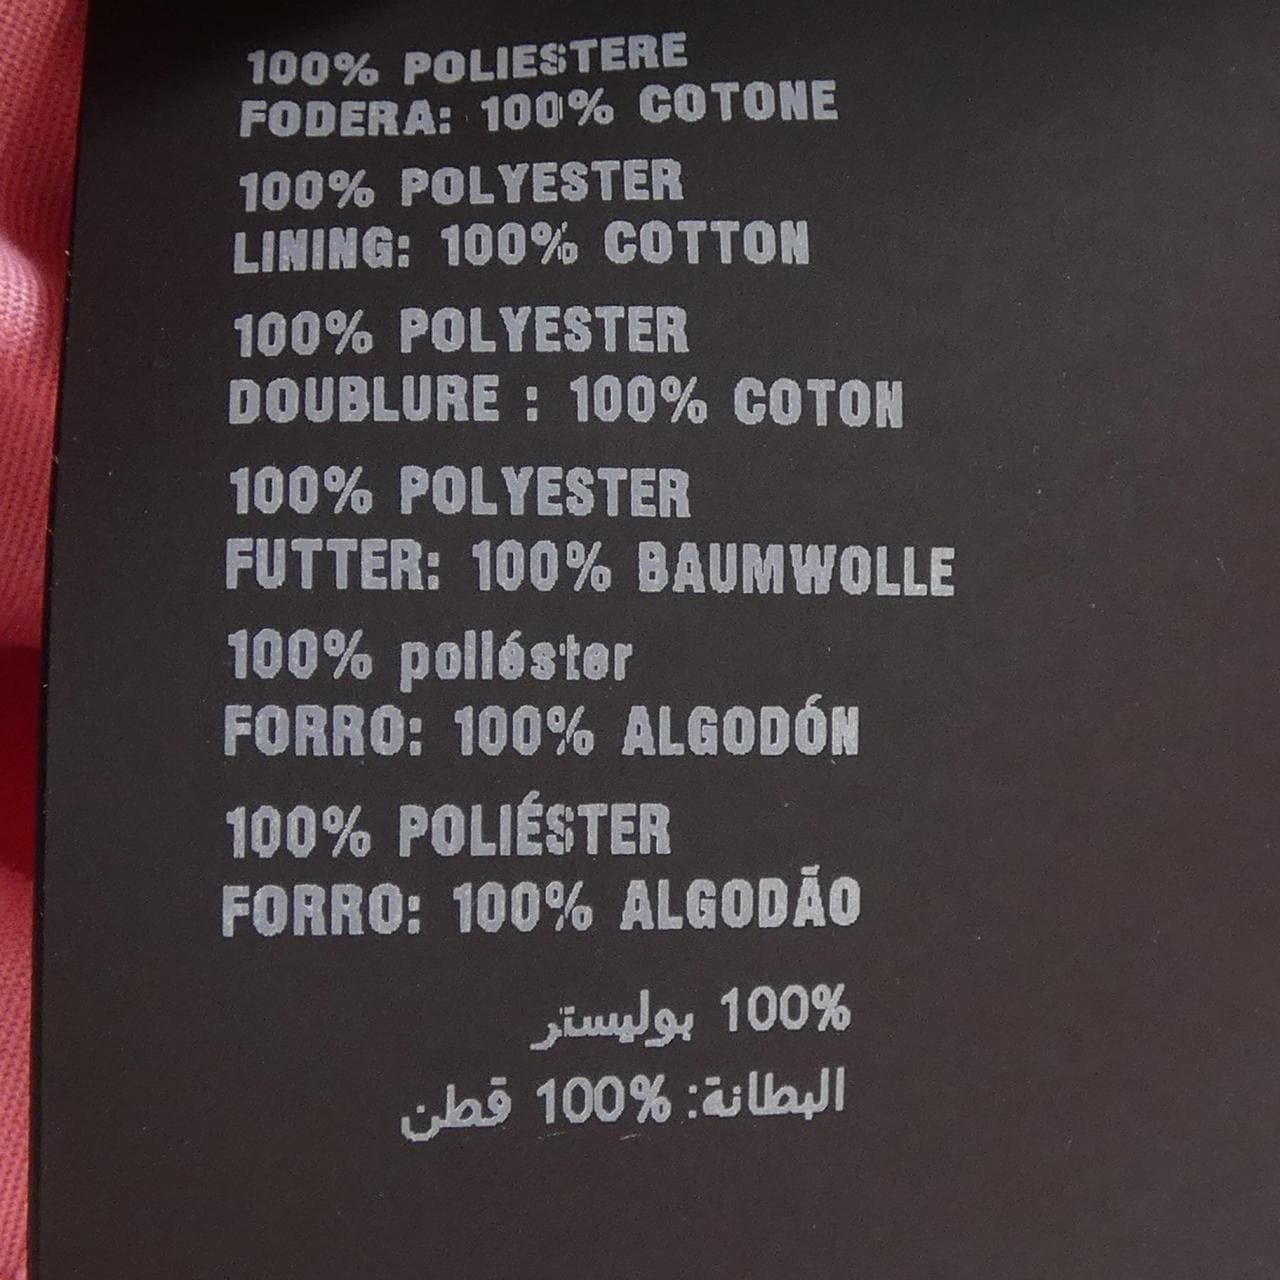 100% POLIESTERE
FODERA: 100% COTONE
100% POLYESTER
LINING: 100% COTTON
100% POLYESTER
DOUBLURE : 100% COTON
100% POLYESTER
FUTTER: 100% BAUMWOLLE
100% poliéster
FORRO: 100% ALGODÓN
100% POLIÉSTER
FORRO: 100% ALGODÃO
100% بوليستر
البطانة: 100% قطن